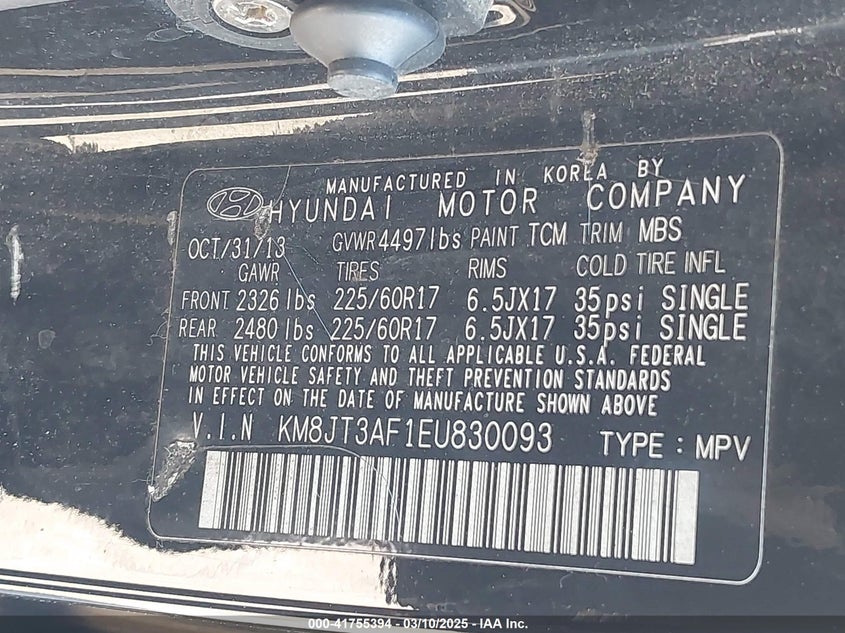 MANUFACTURED IN KOREA BY
HYUNDAI MOTOR COMPANY
OCT/31/13 GVWR 4497lbs PAINT TCM TRIM MBS
GAWR TIRES RIMS COLD TIRE INFL
FRONT 2326 lbs 225/60R17 6.5JX17 35psi SINGLE
REAR 2480 lbs 225/60R17 6.5JX17 35psi SINGLE
THIS VEHICLE CONFORMS TO ALL APPLICABLE U.S.A. FEDERAL
MOTOR VEHICLE SAFETY AND THEFT PREVENTION STANDARDS
IN EFFECT ON THE DATE OF MANUFACTURE SHOWN ABOVE
V.I.N KM8JT3AF1EU830093 TYPE : MPV
000-41755394 - 03/10/2025 - IAA Inc.